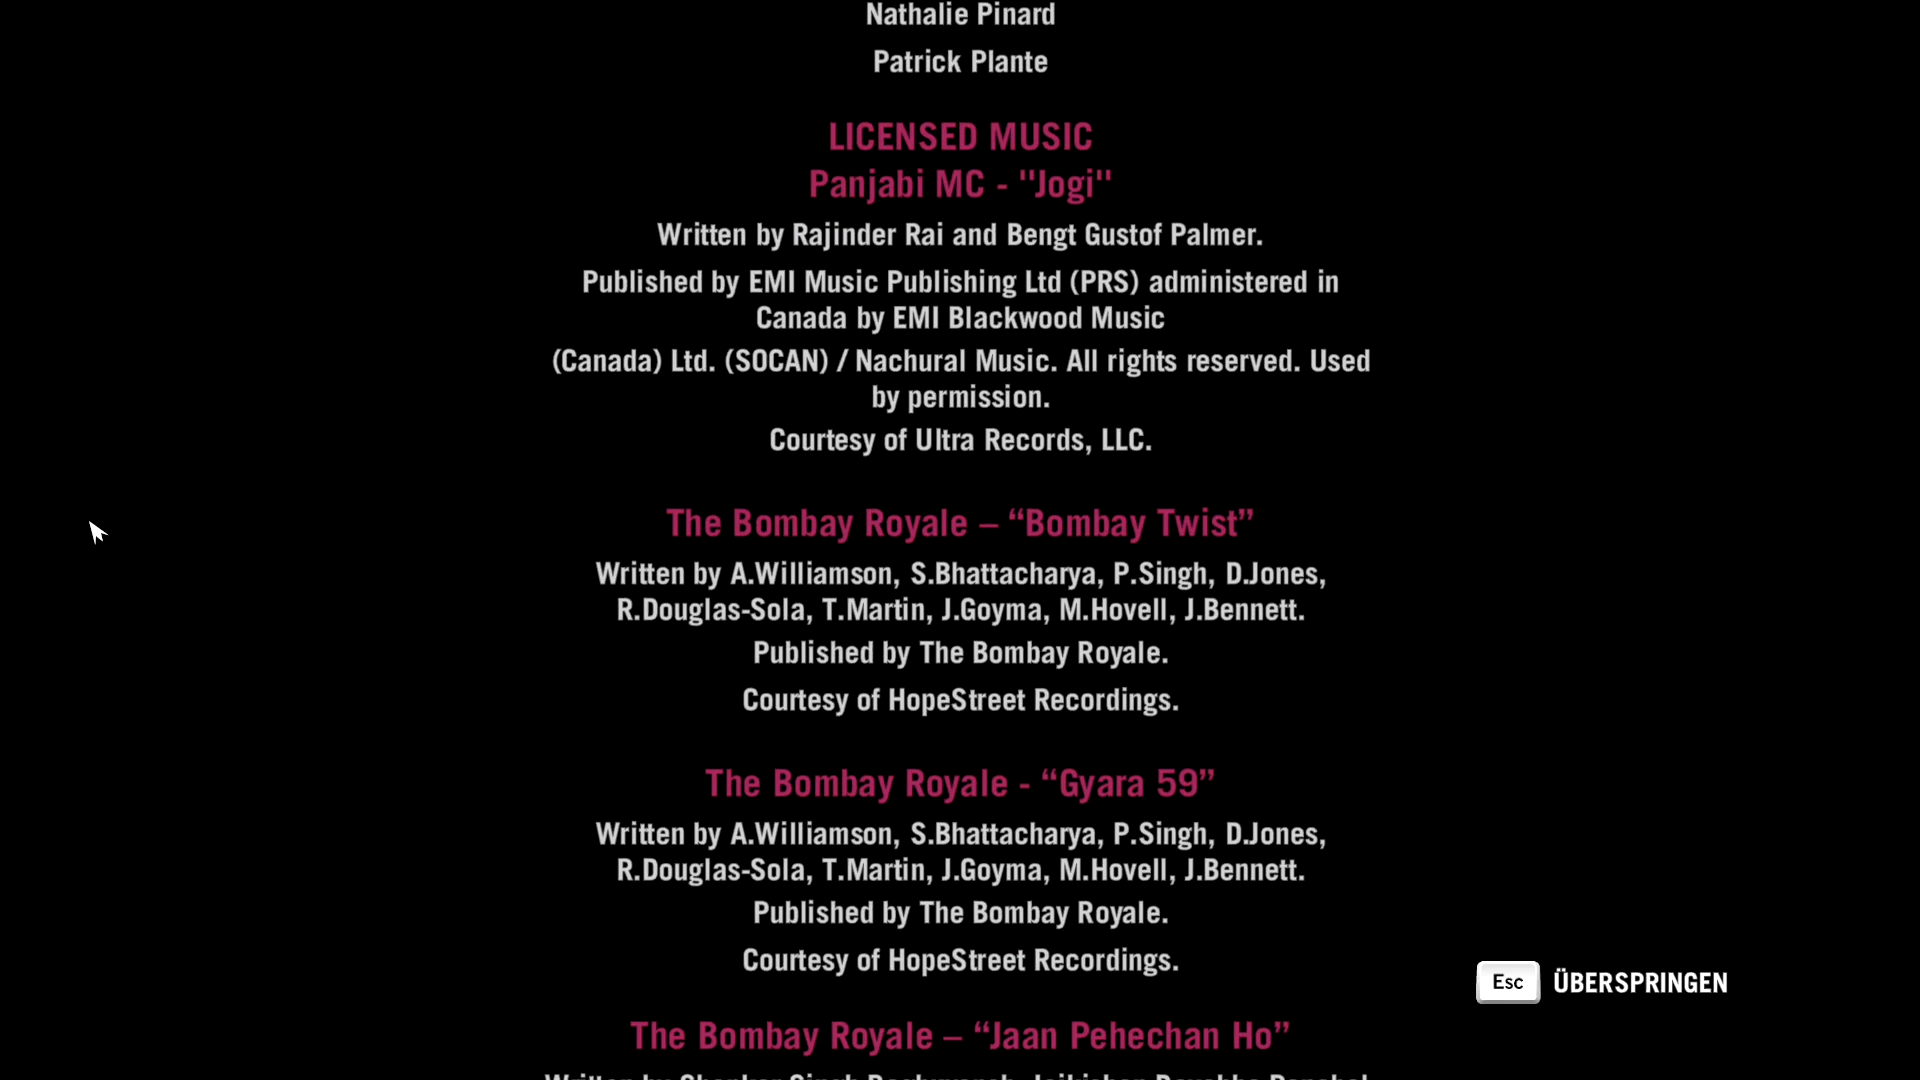 Nathalie Pinard
Patrick Plante
LICENSED MUSIC
Panjabi MC - "Jogi"
Written by Rajinder Rai and Bengt Gustof Palmer.
Published by EMI Music Publishing Ltd (PRS) administered in
Canada by EMI Blackwood Music
(Canada) Ltd. (SOCAN) / Nachural Music. All rights reserved. Used
by permission.
Courtesy of Ultra Records, LLC.
The Bombay Royale – “Bombay Twist”
Written by A.Williamson, S.Bhattacharya, P.Singh, D.Jones,
R.Douglas-Sola, T.Martin, J.Goyma, M.Hovell, J.Bennett.
Published by The Bombay Royale.
Courtesy of HopeStreet Recordings.
The Bombay Royale - “Gyara 59”
Written by A.Williamson, S.Bhattacharya, P.Singh, D.Jones,
R.Douglas-Sola, T.Martin, J.Goyma, M.Hovell, J.Bennett.
Published by The Bombay Royale.
Courtesy of HopeStreet Recordings.
Esc ÜBERSPRINGEN
The Bombay Royale – “Jaan Pehechan Ho”
Written by Shankar Singh